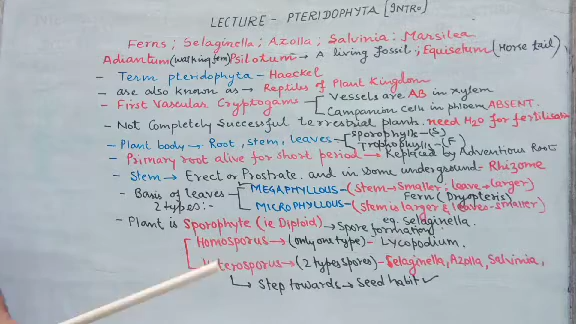 LECTURE - PTERIDOPHYTA [INTRO]
Ferns; Selaginella; Azolla; Salvinia; Marsilea
Adiantum (walking fern) Psilotum → A living fossil; Equisetum (Horse tail),
- Term pteridophyta - Haeckel
- are also known as → Reptiles of Plant Kingdom
- First Vascular Cryptogams - Vessels are AB in xylem
Campanion cells in phloem ABSENT.
- Not Completely Successful terrestrial plants. need H2O for fertilisation
- Plant body → Root, stem, leaves - Sporophylls-(S)
Trophophylls-(F)
- Primary root alive for short period → Replaced by Adventious Root
- Stem → Erect or Prostrate. and in some underground - Rhizome
- Basis of leaves MEGAPHYLLOUS - (stem → smaller; leave → larger)
2 types:- Fern (Dryopteris)
MICROPHYLLOUS - (stem is larger & leaves - smaller)
eg. Selaginella.
- Plant is Sporophyte (ie Diploid) → Spore formation
Homosporus → (only one type) - Lycopodium.
Heterosporus → (2 types spores) - Selaginella, Azolla, Salvinia,
↳ Step towards → Seed habit ✓